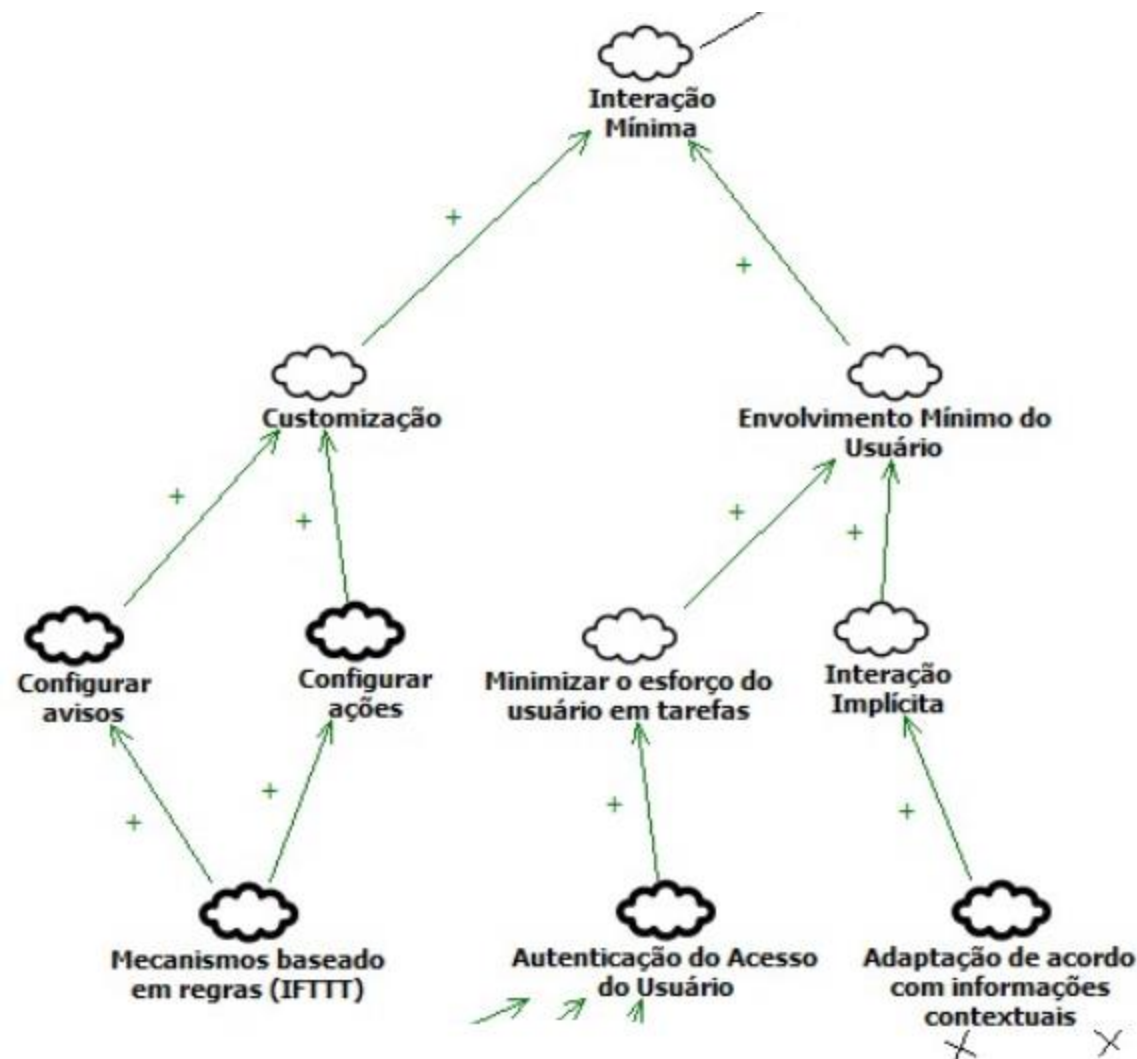 Interação
Mínima
+
+
Customização
Envolvimento Mínimo do
Usuário
+
+
+
+
Configurar
avisos
Configurar
ações
Minimizar o esforço do
usuário em tarefas
Interação
Implícita
+
+
+
+
Mecanismos baseado
em regras (IFTTT)
Autenticação do Acesso
do Usuário
Adaptação de acordo
com informações
contextuais